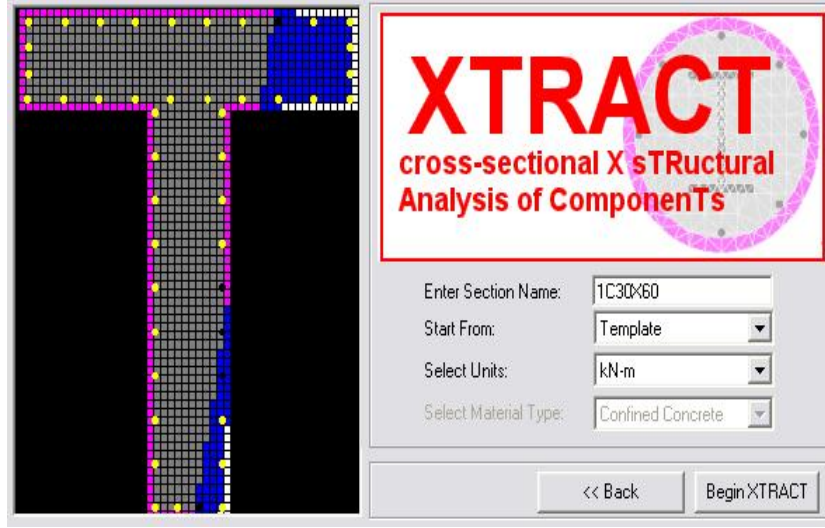 XTRACT
cross-sectional X sTRuctural
Analysis of ComponenTs
Enter Section Name: 1C30X60
Start From: Template
Select Units: kN-m
Select Material Type: Confined Concrete
<< Back Begin XTRACT